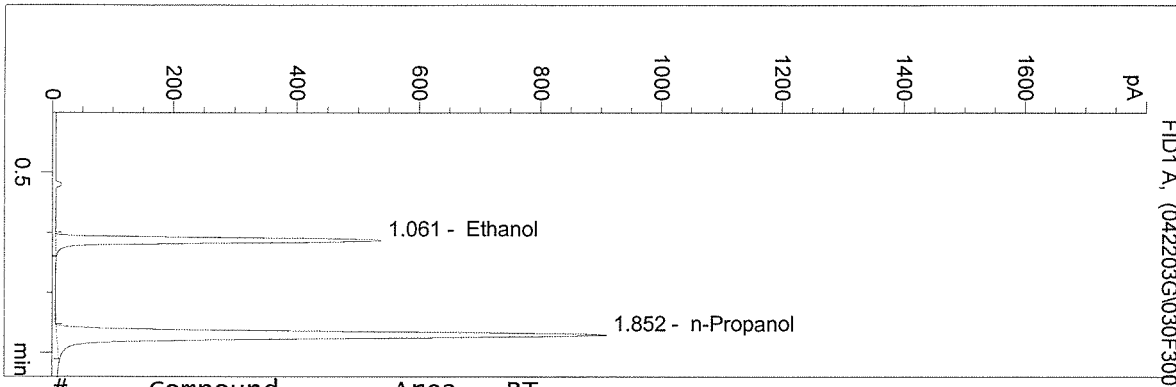 FID1 A, (042203G\030F300
pA
0
200
400
600
800
1000
1200
1400
1600
0.5
min
1.061 - Ethanol
1.852 - n-Propanol
# Compound Area RT